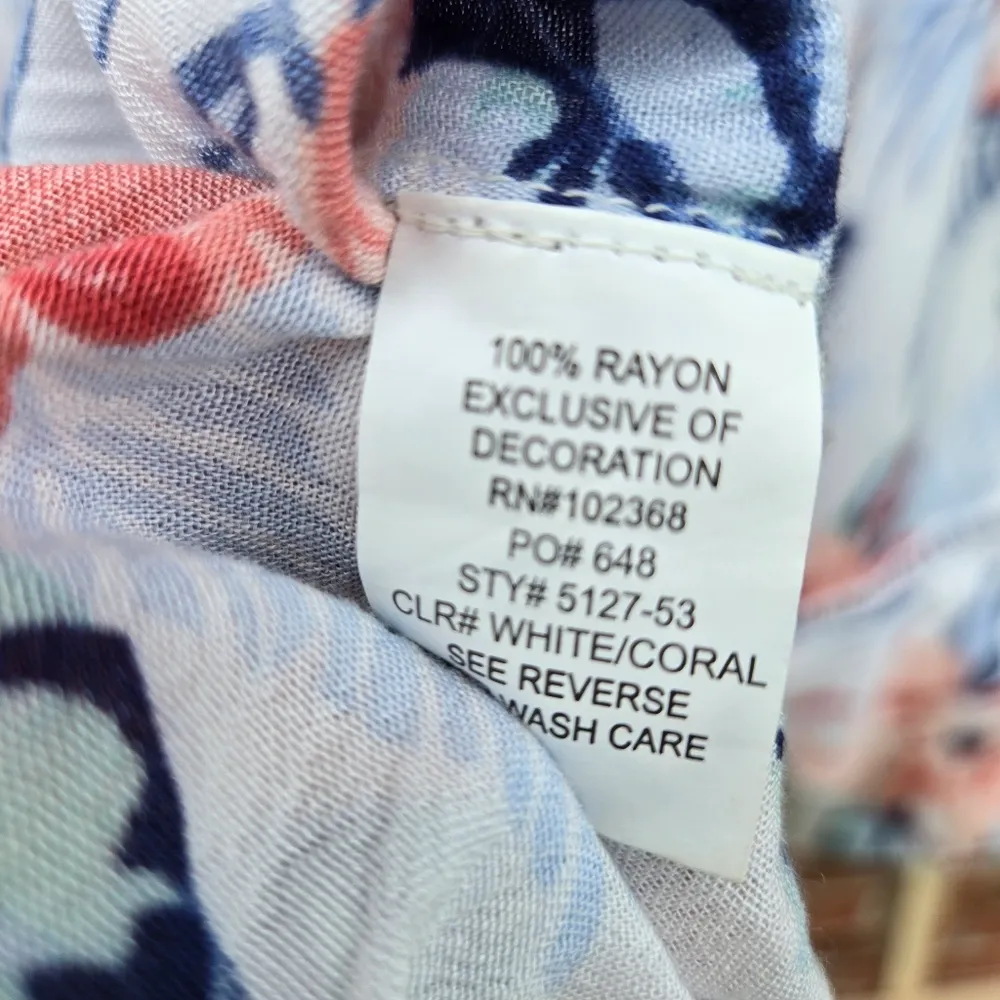 100% RAYON
EXCLUSIVE OF
DECORATION
RN#102368
PO# 648
STY# 5127-53
CLR# WHITE/CORAL
SEE REVERSE
WASH CARE